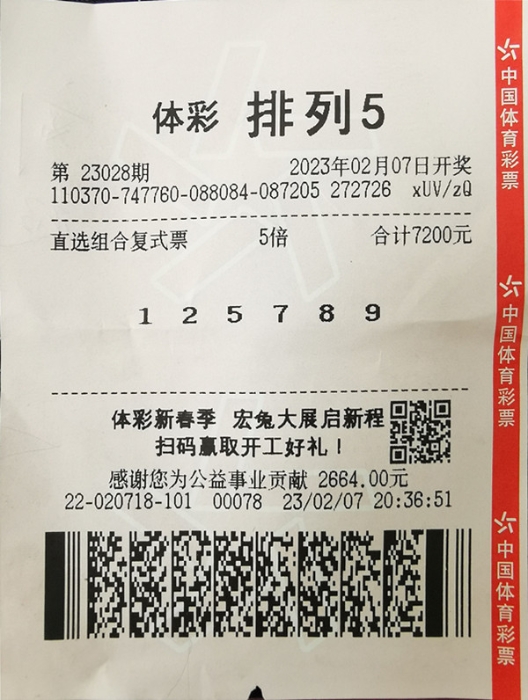 体彩 排列5
第 23028期 2023年02月07日开奖
110370-747760-088084-087205 272726 xUV/zQ
直选组合复式票 5倍 合计7200元
1 2 5 7 8 9
体彩新春季 宏兔大展启新程
扫码赢取开工好礼！
感谢您为公益事业贡献 2664.00元
22-020718-101 00078 23/02/07 20:36:51
中国体育彩票
中国体育彩票
中国体育彩票